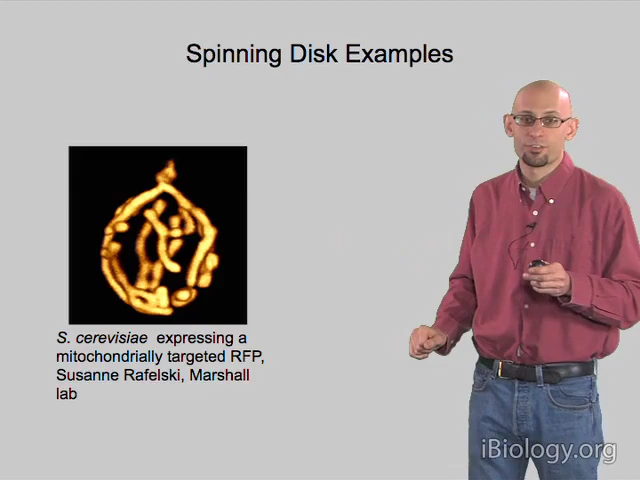 Spinning Disk Examples
S. cerevisiae expressing a
mitochondrially targeted RFP,
Susanne Rafelski, Marshall
lab
iBiology.org